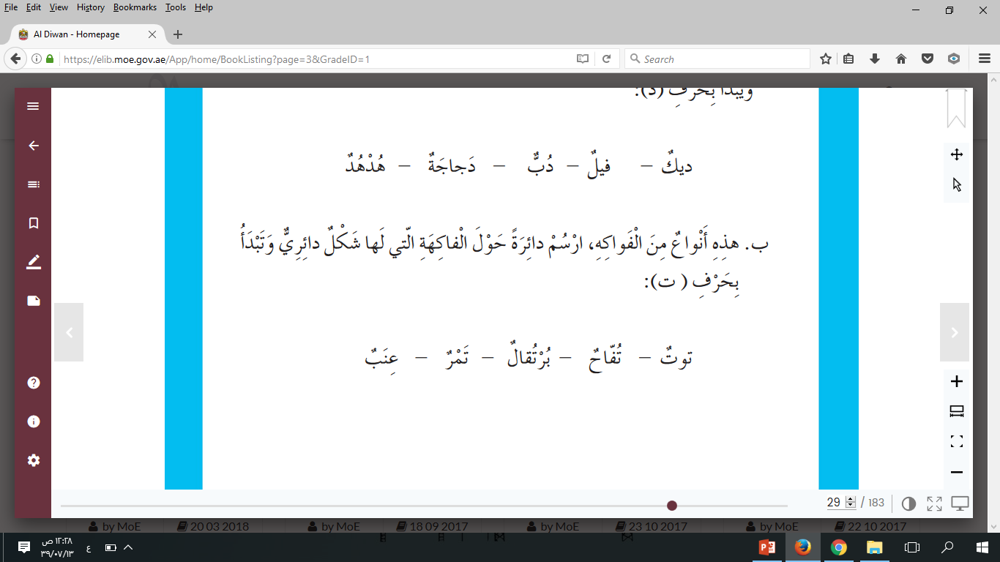 File Edit View History Bookmarks Tools Help
Al Diwan - Homepage
https://elib.moe.gov.ae/App/home/BookListing?page=3&GradeID=1
Search
وَيَبْدَأُ بِحَرْفِ (د):
ديكٌ – فيلٌ – دُبٌّ – دَجاجَةٌ – هُدْهُدٌ
ب. هذِهِ أَنْواعٌ مِنَ الْفَواكِهِ، ارْسُمْ دائِرَةً حَوْلَ الْفاكِهَةِ الّتي لَها شَكْلٌ دائِرِيٌّ وَتَبْدَأُ
بِحَرْفِ ( ت):
توتٌ – تُفّاحٌ – بُرْتُقالٌ – تَمْرٌ – عِنَبٌ
29 / 183
by MoE 20 03 2018 by MoE 18 09 2017 by MoE 23 10 2017 by MoE 22 10 2017
١٢:٢٨ ص
ع
٣٩/٠٧/١٣